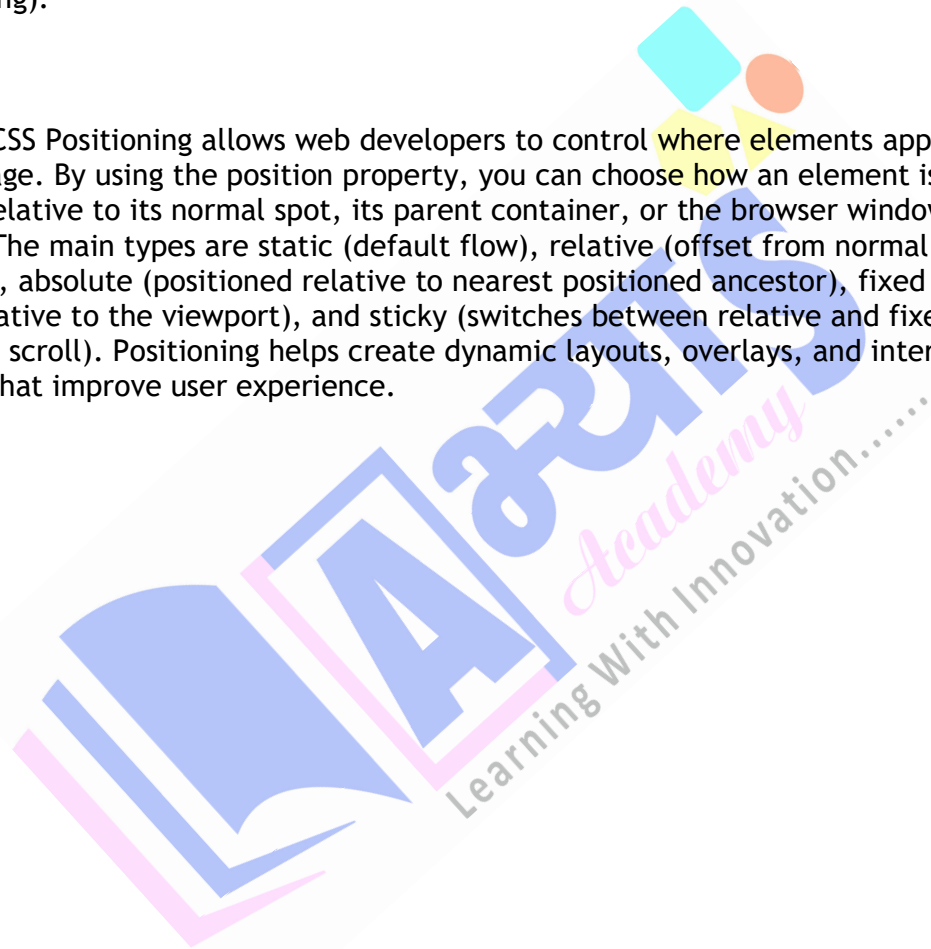 ing).
CSS Positioning allows web developers to control where elements app
age. By using the position property, you can choose how an element is
elative to its normal spot, its parent container, or the browser window
The main types are static (default flow), relative (offset from normal
, absolute (positioned relative to nearest positioned ancestor), fixed
ative to the viewport), and sticky (switches between relative and fixe
scroll). Positioning helps create dynamic layouts, overlays, and inter
hat improve user experience.
A
भ्यास
Academy
Learning With Innovation......